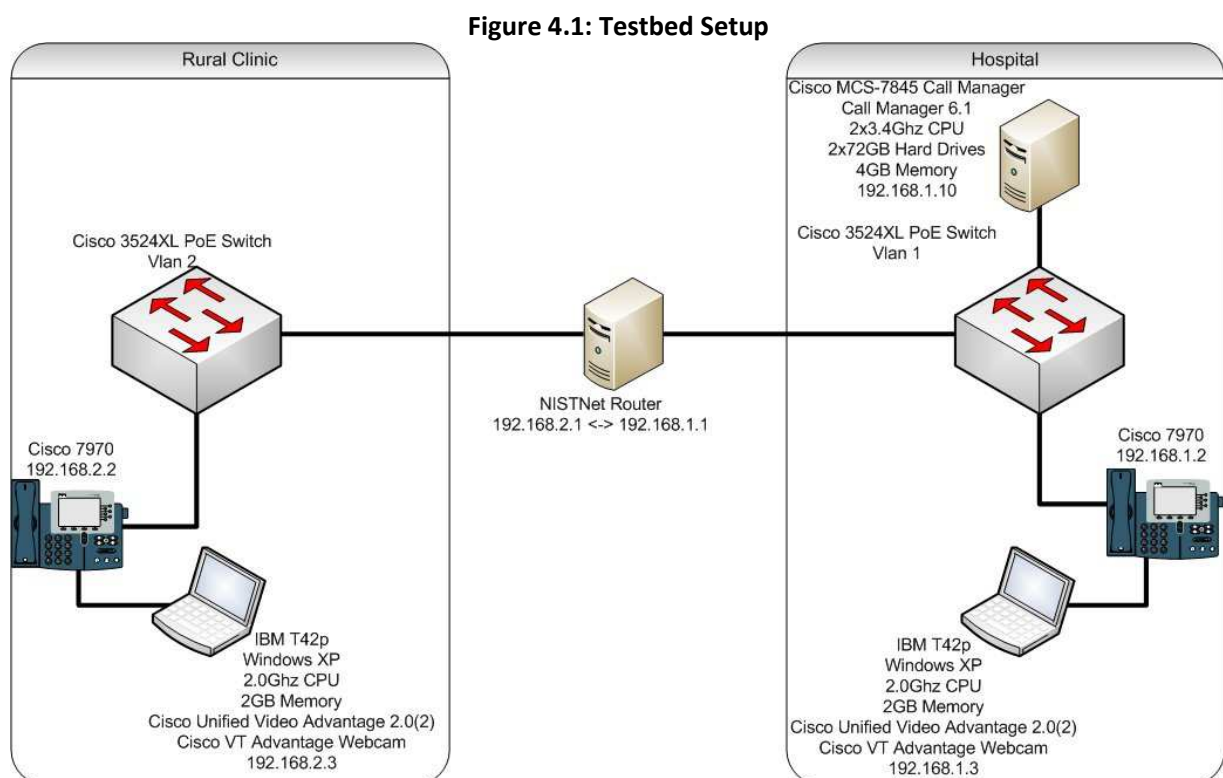 Figure 4.1: Testbed Setup
Rural Clinic
Cisco 3524XL PoE Switch
Vlan 2
Cisco 7970
192.168.2.2
IBM T42p
Windows XP
2.0Ghz CPU
2GB Memory
Cisco Unified Video Advantage 2.0(2)
Cisco VT Advantage Webcam
192.168.2.3
NISTNet Router
192.168.2.1 <-> 192.168.1.1
Hospital
Cisco MCS-7845 Call Manager
Call Manager 6.1
2x3.4Ghz CPU
2x72GB Hard Drives
4GB Memory
192.168.1.10
Cisco 3524XL PoE Switch
Vlan 1
Cisco 7970
192.168.1.2
IBM T42p
Windows XP
2.0Ghz CPU
2GB Memory
Cisco Unified Video Advantage 2.0(2)
Cisco VT Advantage Webcam
192.168.1.3